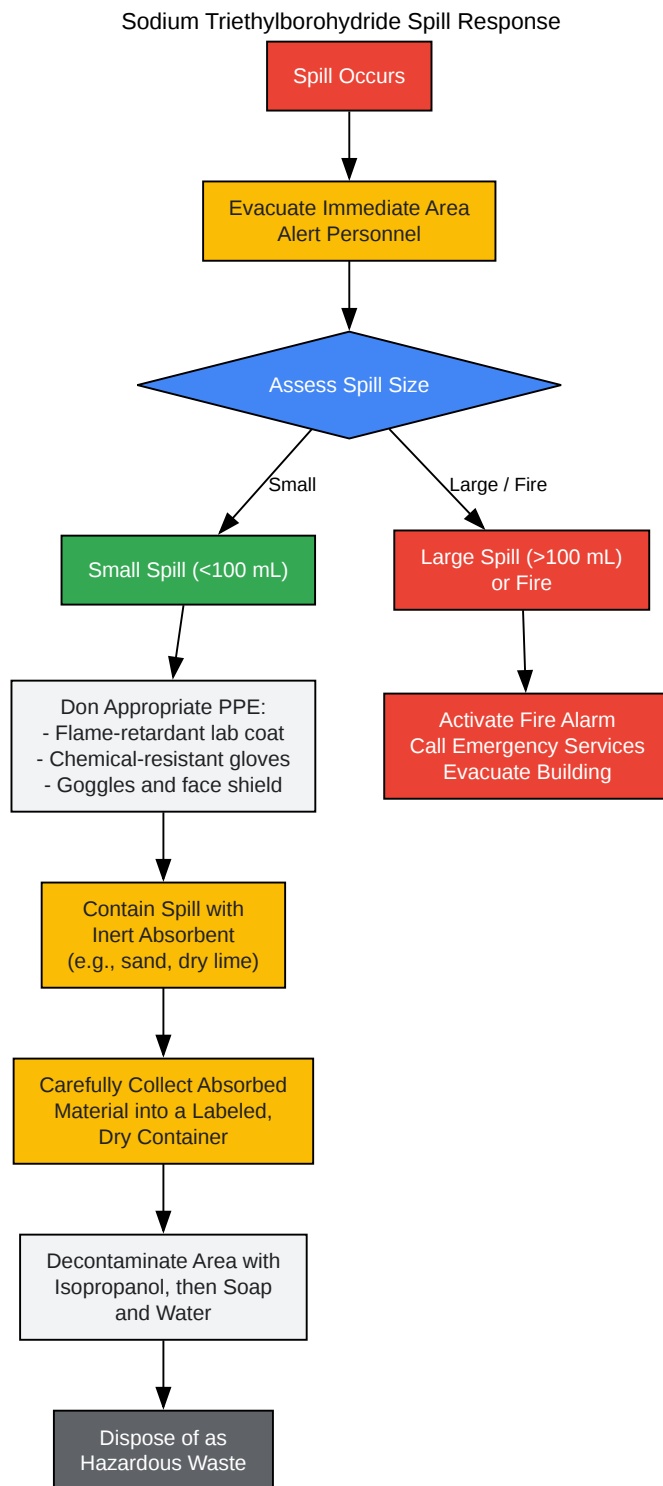 Sodium Triethylborohydride Spill Response
Spill Occurs
Evacuate Immediate Area
Alert Personnel
Assess Spill Size
Small
Large / Fire
Small Spill (<100 mL)
Large Spill (>100 mL)
or Fire
Don Appropriate PPE:
- Flame-retardant lab coat
- Chemical-resistant gloves
- Goggles and face shield
Activate Fire Alarm
Call Emergency Services
Evacuate Building
Contain Spill with
Inert Absorbent
(e.g., sand, dry lime)
Carefully Collect Absorbed
Material into a Labeled,
Dry Container
Decontaminate Area with
Isopropanol, then Soap
and Water
Dispose of as
Hazardous Waste